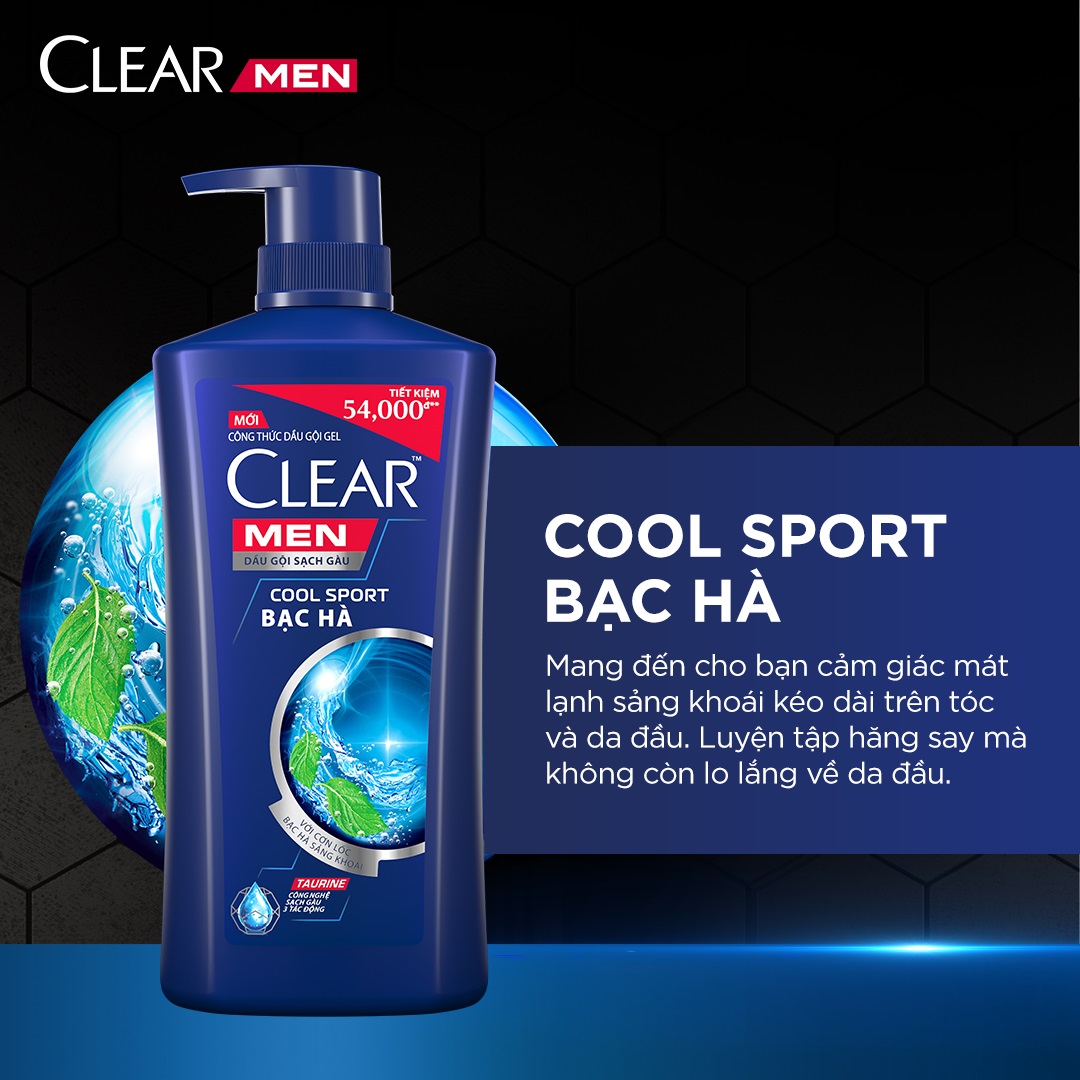 CLEAR MEN
TIẾT KIỆM
54,000đ**
MỚI
CÔNG THỨC DẦU GỘI GEL
CLEAR™
MEN
DẦU GỘI SẠCH GÀU
COOL SPORT
BẠC HÀ
VỚI CƠN LỐC
BẠC HÀ SẢNG KHOÁI
TAURINE
CÔNG NGHỆ
SẠCH GÀU
3 TÁC ĐỘNG
COOL SPORT
BẠC HÀ
Mang đến cho bạn cảm giác mát
lạnh sảng khoái kéo dài trên tóc
và da đầu. Luyện tập hăng say mà
không còn lo lắng về da đầu.